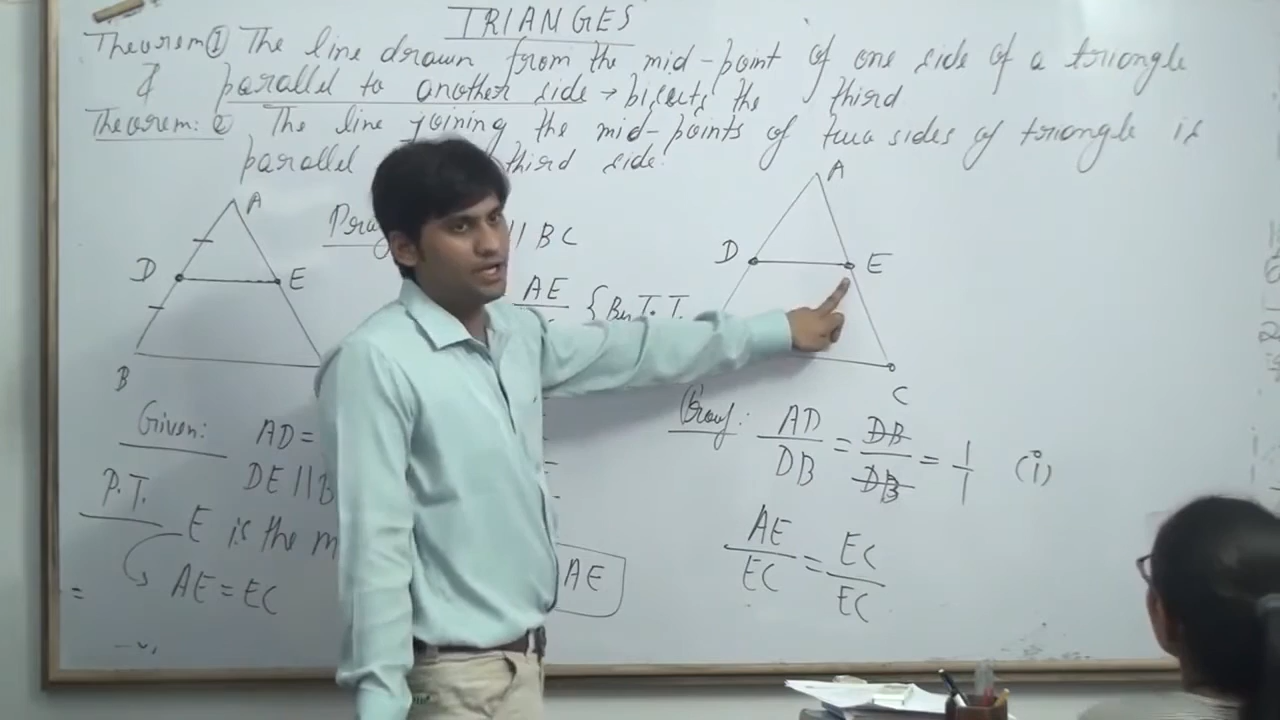 TRIANGES
Theorem ① The line drawn from the mid-point of one side of a triangle
& parallel to another side → bisects the third
Theorem: ② The line joining the mid-points of two sides of triangle is
parallel third side.
A
D E
B
|| BC
AE
{ By T.
A
D E
C
Given: AD =
DE || B
P.T. E is the m
AE = EC
AE
Proof: AD/DB = DB/DB = 1/1 (i)
AE/EC = EC/EC